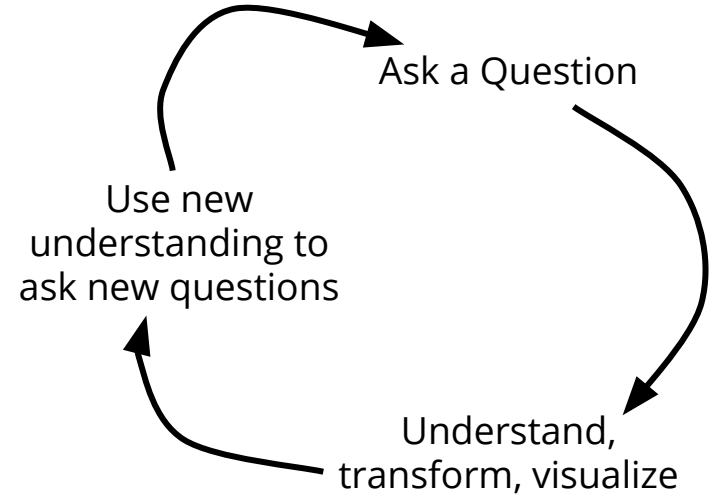 Ask a Question
Use new
understanding to
ask new questions
Understand,
transform, visualize